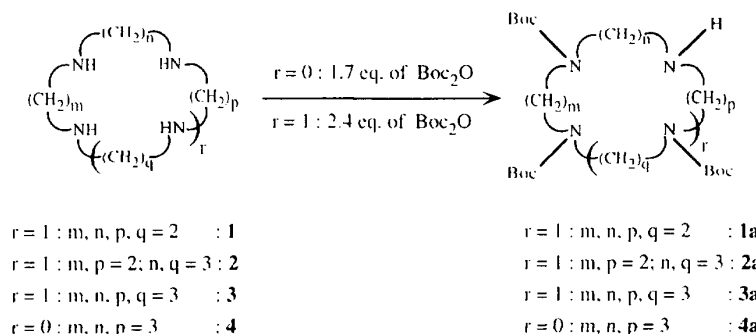 (CH₂)n
NH
HN
(CH₂)m
(CH₂)p
NH
HN
r
(CH₂)q
r = 0 : 1.7 eq. of Boc₂O
r = 1 : 2.4 eq. of Boc₂O
Boc
(CH₂)n
H
N
N
(CH₂)m
(CH₂)p
N
N
r
Boc
(CH₂)q
Boc
r = 1 : m, n, p, q = 2 : 1
r = 1 : m, p = 2; n, q = 3 : 2
r = 1 : m, n, p, q = 3 : 3
r = 0 : m, n, p = 3 : 4
r = 1 : m, n, p, q = 2 : 1a
r = 1 : m, p = 2; n, q = 3 : 2a
r = 1 : m, n, p, q = 3 : 3a
r = 0 : m, n, p = 3 : 4a